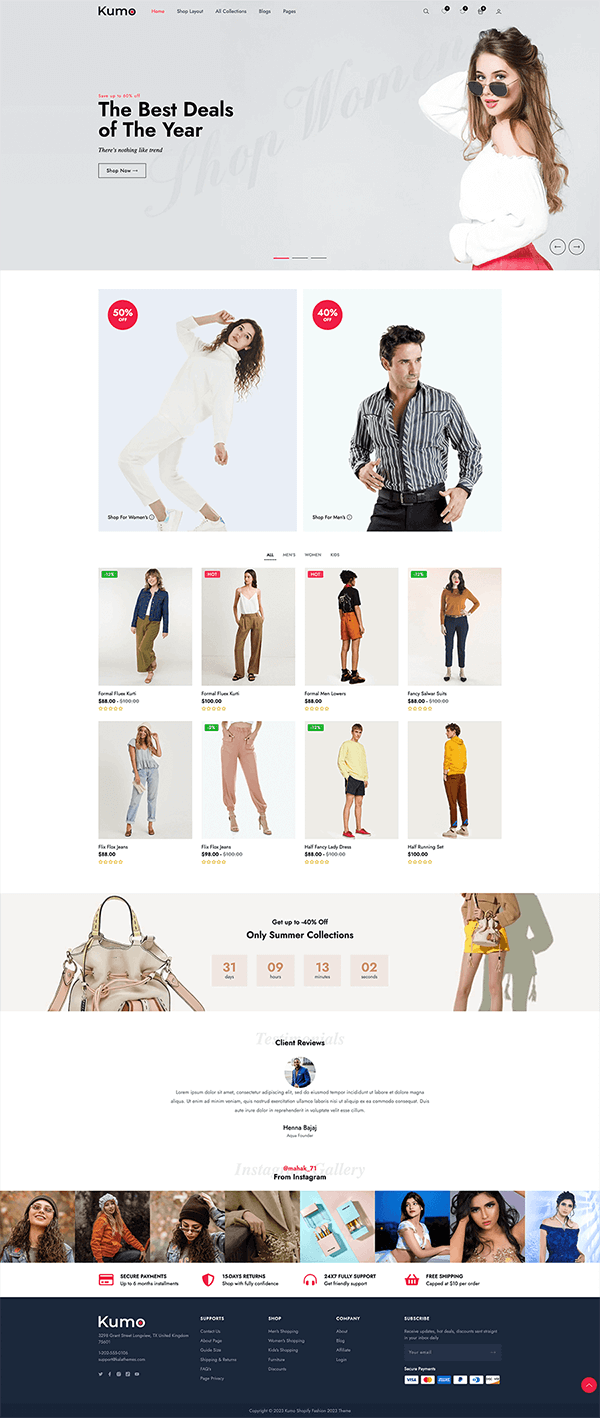 Kumo
Home Shop Layout All Collections Blogs Pages
Shop Women
Save up to 60% off
The Best Deals
of The Year
There's nothing like trend
Shop Now →
50%
OFF
40%
OFF
Shop For Women's
Shop For Men's
ALL MEN'S WOMEN KIDS
HOT
HOT
Formal Fluex Kurti
$88.00 - $100.00
Formal Fluex Kurti
$100.00
Formal Men Lowers
$88.00 - $100.00
Fancy Salwar Suits
$88.00 - $100.00
Flix Flox Jeans
$88.00
Flix Flox Jeans
$98.00 - $100.00
Half Fancy Lady Dress
$88.00 - $100.00
Half Running Set
$100.00
Get up to -40% Off
Only Summer Collections
31 09 13 02
days hours minutes seconds
Testimonials
Client Reviews
Lorem ipsum dolor sit amet, consectetur adipiscing elit, sed do eiusmod tempor incididunt ut labore et dolore magna
aliqua. Ut enim ad minim veniam, quis nostrud exercitation ullamco laboris nisi ut aliquip ex ea commodo consequat. Duis
aute irure dolor in reprehenderit in voluptate velit esse cillum.
Henna Bajaj
Aqua Founder
Instagram Gallery
@mahak_71
From Instagram
SECURE PAYMENTS
Up to 6 months installments
15 DAYS RETURNS
Shop with fully confidence
24X7 FULLY SUPPORT
Get friendly support
FREE SHIPPING
Capped at $10 per order
Kumo
3298 Grant Street Longview, TX United Kingdom
75601
1-202-555-0106
SUPPORTS
Contact Us
About Page
Guide Size
Shipping & Returns
FAQ's
Page Privacy
SHOP
Men's Shopping
Women's Shopping
Kids's Shopping
Furniture
Discounts
COMPANY
About
Blog
Affiliate
Login
SUBSCRIBE
Receive updates, hot deals, discounts sent straight
in your inbox daily
Your email
Secure Payments
VISA
Copyright © 2023 Kumo Shopify Fashion 2023 Theme